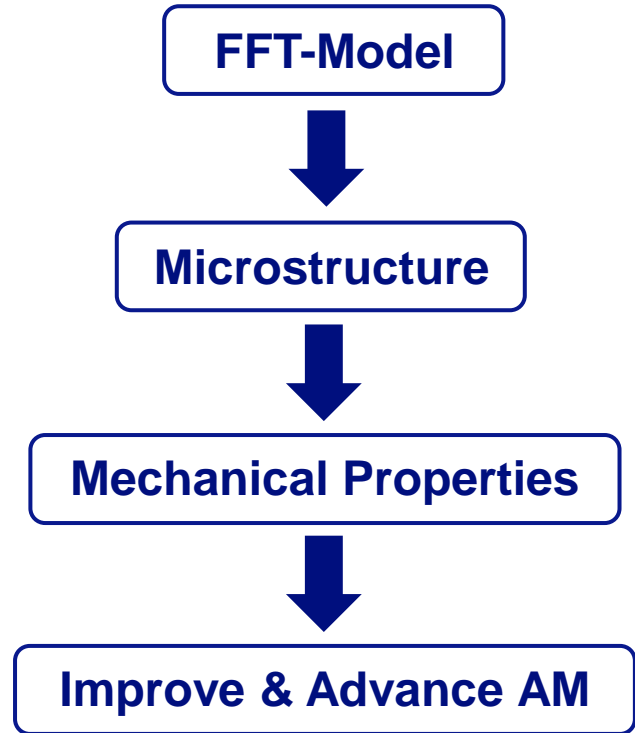 FFT-Model
Microstructure
Mechanical Properties
Improve & Advance AM